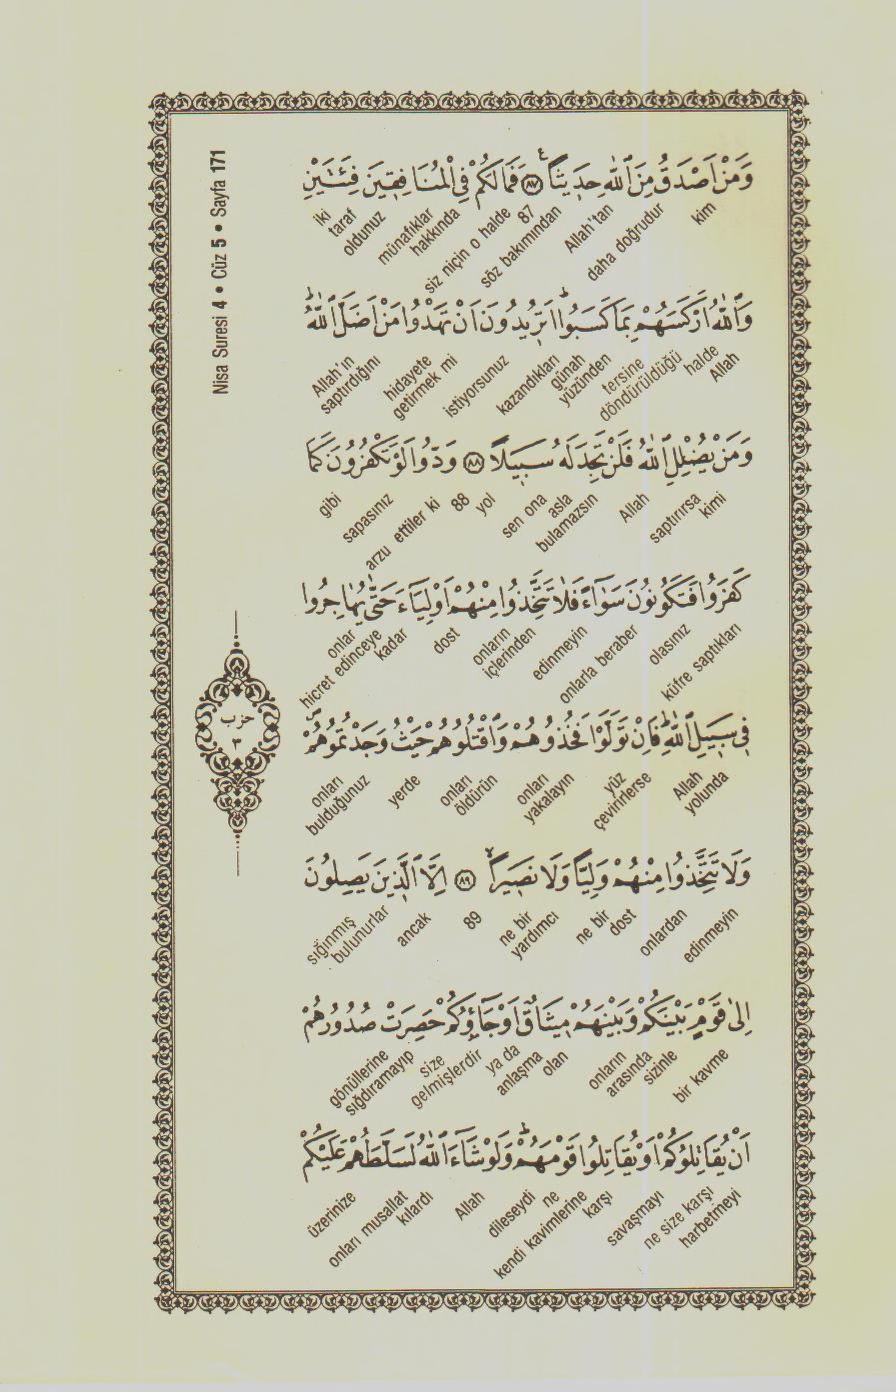 Nisa Suresi 4 • Cüz 5 • Sayfa 171
وَمَنْ اَصْدَقُ مِنَ اللّٰهِ حَدٖيثاًࣖ ﴿٨٧﴾ فَمَا لَكُمْ فِي الْمُنَافِقٖينَ فِئَتَيْنِ
kim
daha doğrudur
Allah'tan
söz bakımından
87
siz niçin o halde
münafıklar hakkında
oldunuz
iki taraf
وَاللّٰهُ اَرْكَسَهُمْ بِمَا كَسَبُواؕ اَتُرٖيدُونَ اَنْ تَهْدُوا مَنْ اَضَلَّ اللّٰهُؕ
halde Allah
tersine döndürüldüğü
günah yüzünden
kazandıkları
istiyorsunuz
hidayete getirmek mi
Allah'ın saptırdığını
وَمَنْ يُضْلِلِ اللّٰهُ فَلَنْ تَجِدَ لَهُ سَبٖيلاً ﴿٨٨﴾ وَدُّوا لَوْ تَكْفُرُونَ كَمَا
kimi
saptırırsa
Allah
asla bulamazsın
sen ona
yol
88
arzu ettiler ki
sapasınız
gibi
كَفَرُوا فَتَكُونُونَ سَوَٓاءً فَلَا تَتَّخِذُوا مِنْهُمْ اَوْلِيَٓاءَ حَتّٰى يُهَاجِرُوا
küfre saptıkları
olasınız
onlarla beraber
edinmeyin
onların içlerinden
dost
kadar
hicret edinceye
onlar
فٖي سَبٖيلِ اللّٰهِؕ فَاِنْ تَوَلَّوْا فَخُذُوهُمْ وَاقْتُلُوهُمْ حَيْثُ وَجَدْتُمُوهُمْࣕ
Allah yolunda
yüz çevirirlerse
onları yakalayın
onları öldürün
yerde
onları bulduğunuz
حزب
٣
وَلَا تَتَّخِذُوا مِنْهُمْ وَلِياًّ وَلَا نَصٖيراًۙ ﴿٨٩﴾ اِلَّا الَّذٖينَ يَصِلُونَ
edinmeyin
onlardan
ne bir dost
ne bir yardımcı
89
ancak
sığınmış bulunurlar
اِلٰى قَوْمٍ بَيْنَكُمْ وَبَيْنَهُمْ مٖيثَاقٌ اَوْ جَٓاؤُ۫كُمْ حَصِرَتْ صُدُورُهُمْ
bir kavme
sizinle
onların arasında
olan
anlaşma
ya da
size gelmişlerdir
gönüllerine sığdıramayıp
اَنْ يُقَاتِلُوكُمْ اَوْ يُقَاتِلُوا قَوْمَهُمْؕ وَلَوْ شَٓاءَ اللّٰهُ لَسَلَّطَهُمْ عَلَيْكُمْ
ne size karşı harbetmeyi
savaşmayı
karşı
ne kendi kavimlerine
dileseydi
Allah
onları musallat kılardı
üzerinize